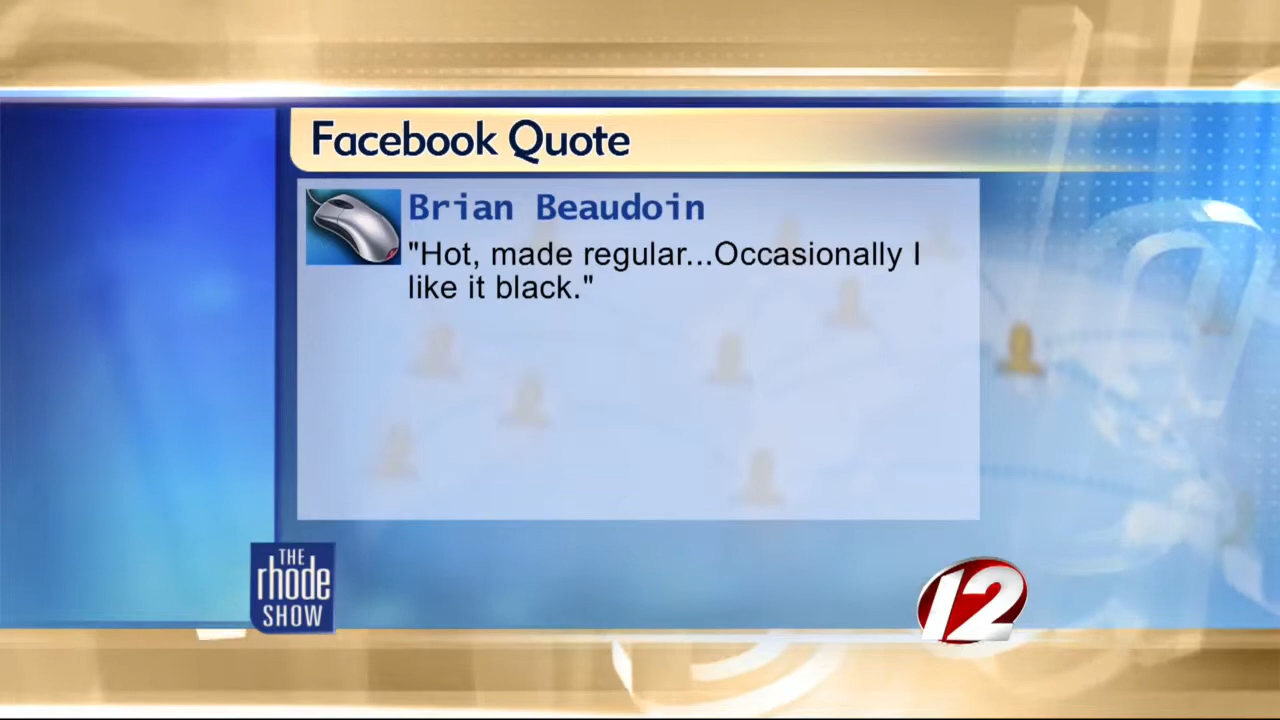 Facebook Quote
Brian Beaudoin
"Hot, made regular...Occasionally I
like it black."
THE
rhode
SHOW
12